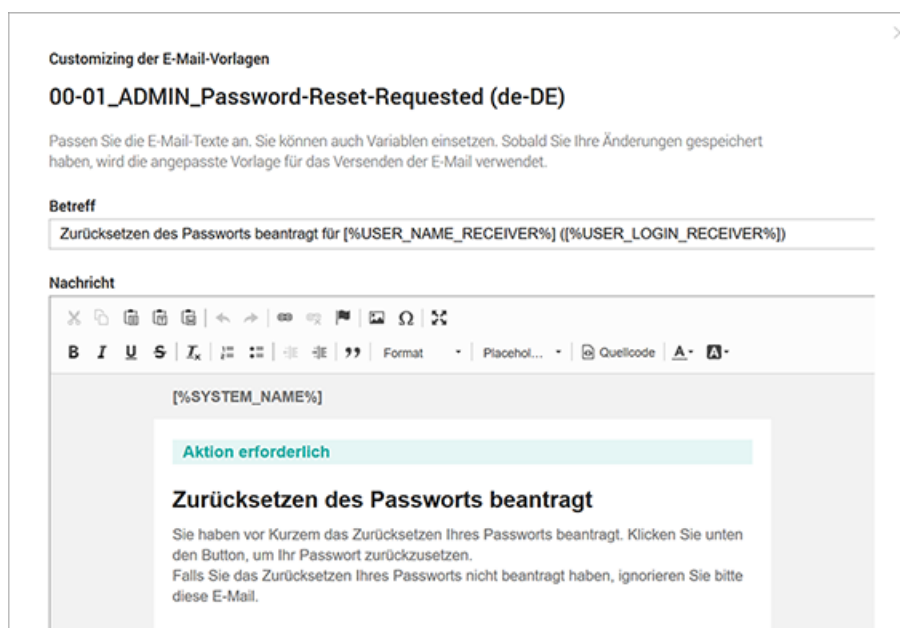 Customizing der E-Mail-Vorlagen
00-01_ADMIN_Password-Reset-Requested (de-DE)
Passen Sie die E-Mail-Texte an. Sie können auch Variablen einsetzen. Sobald Sie Ihre Änderungen gespeichert
haben, wird die angepasste Vorlage für das Versenden der E-Mail verwendet.
Betreff
Zurücksetzen des Passworts beantragt für [%USER_NAME_RECEIVER%] ([%USER_LOGIN_RECEIVER%])
Nachricht
B I U S Ix Format Placehol... Quellcode A A
[%SYSTEM_NAME%]
Aktion erforderlich
Zurücksetzen des Passworts beantragt
Sie haben vor Kurzem das Zurücksetzen Ihres Passworts beantragt. Klicken Sie unten
den Button, um Ihr Passwort zurückzusetzen.
Falls Sie das Zurücksetzen Ihres Passworts nicht beantragt haben, ignorieren Sie bitte
diese E-Mail.